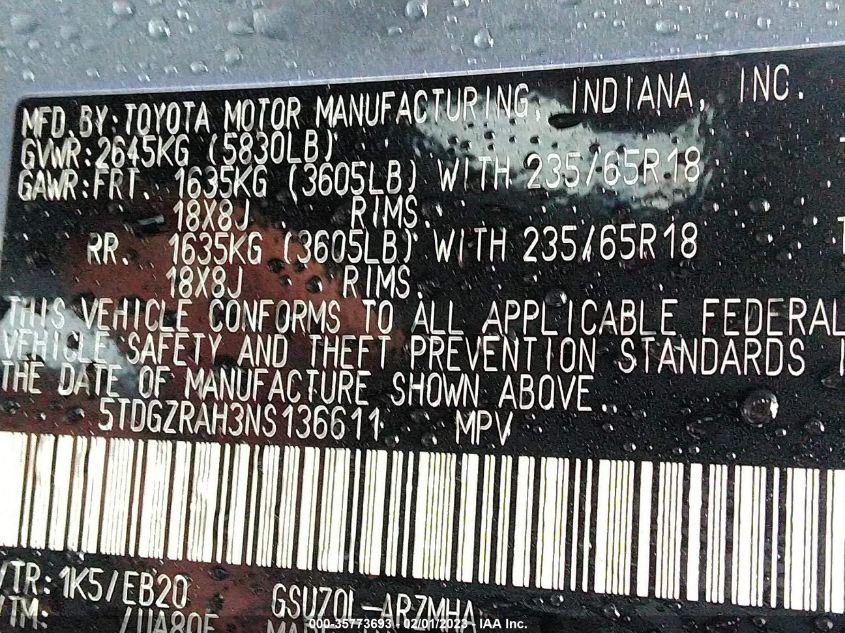 MFD.BY:TOYOTA MOTOR MANUFACTURING, INDIANA, INC.
GVWR:2645KG (5830LB)
GAWR:FRT. 1635KG (3605LB) WITH 235/65R18
18X8J RIMS.
RR. 1635KG (3605LB) WITH 235/65R18
18X8J RIMS.
THIS VEHICLE CONFORMS TO ALL APPLICABLE FEDERAL
VEHICLE SAFETY AND THEFT PREVENTION STANDARDS
THE DATE OF MANUFACTURE SHOWN ABOVE.
5TDGZRAH3NS136611 MPV
/TR:1K5/EB20 GSU70L-ARZMHA
/TM: /UA80F
000-35773693 - 02/01/2023 - IAA Inc.